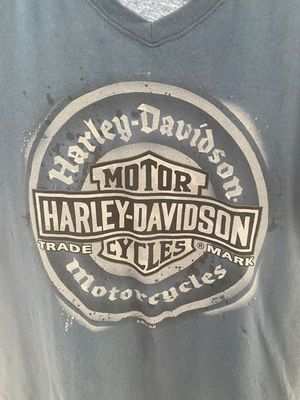 Harley-Davidson
MOTOR
HARLEY-DAVIDSON
TRADE CYCLES ® MARK
Motorcycles